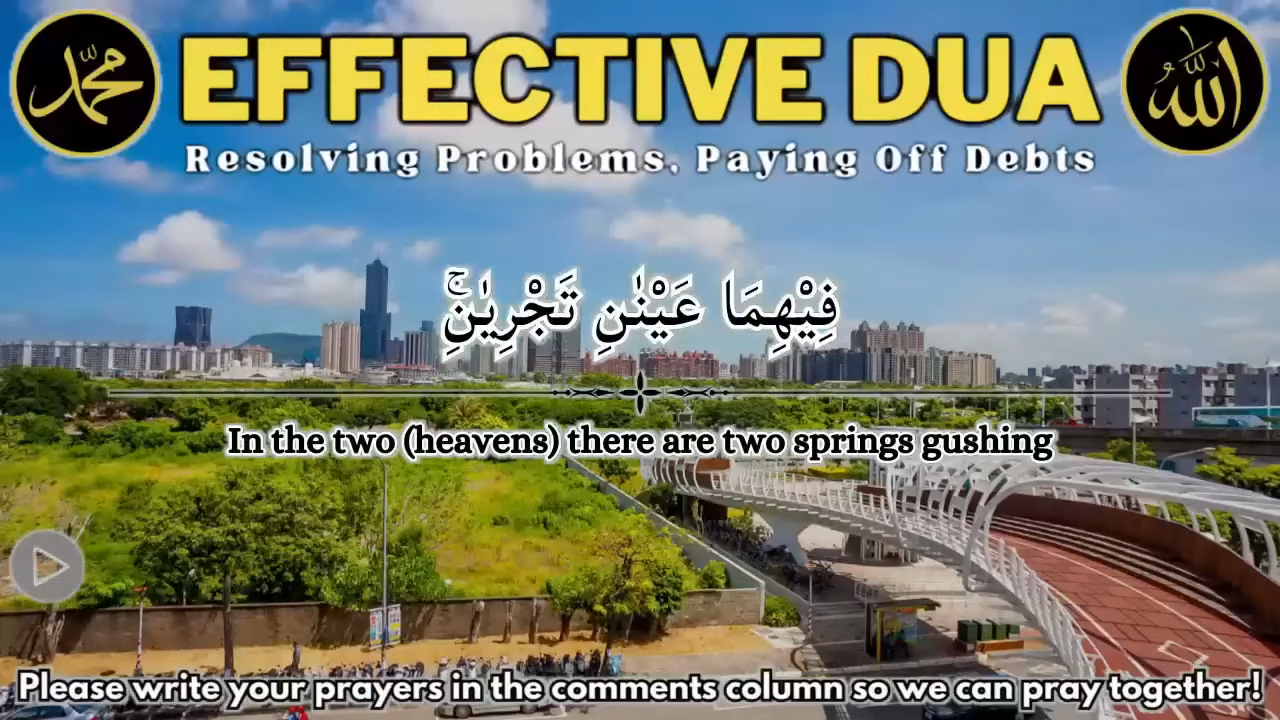 محمد
EFFECTIVE DUA
الله
Resolving Problems, Paying Off Debts
فِيْهِمَا عَيْنٰنِ تَجْرِيٰنِۚ
In the two (heavens) there are two springs gushing
Please write your prayers in the comments column so we can pray together!